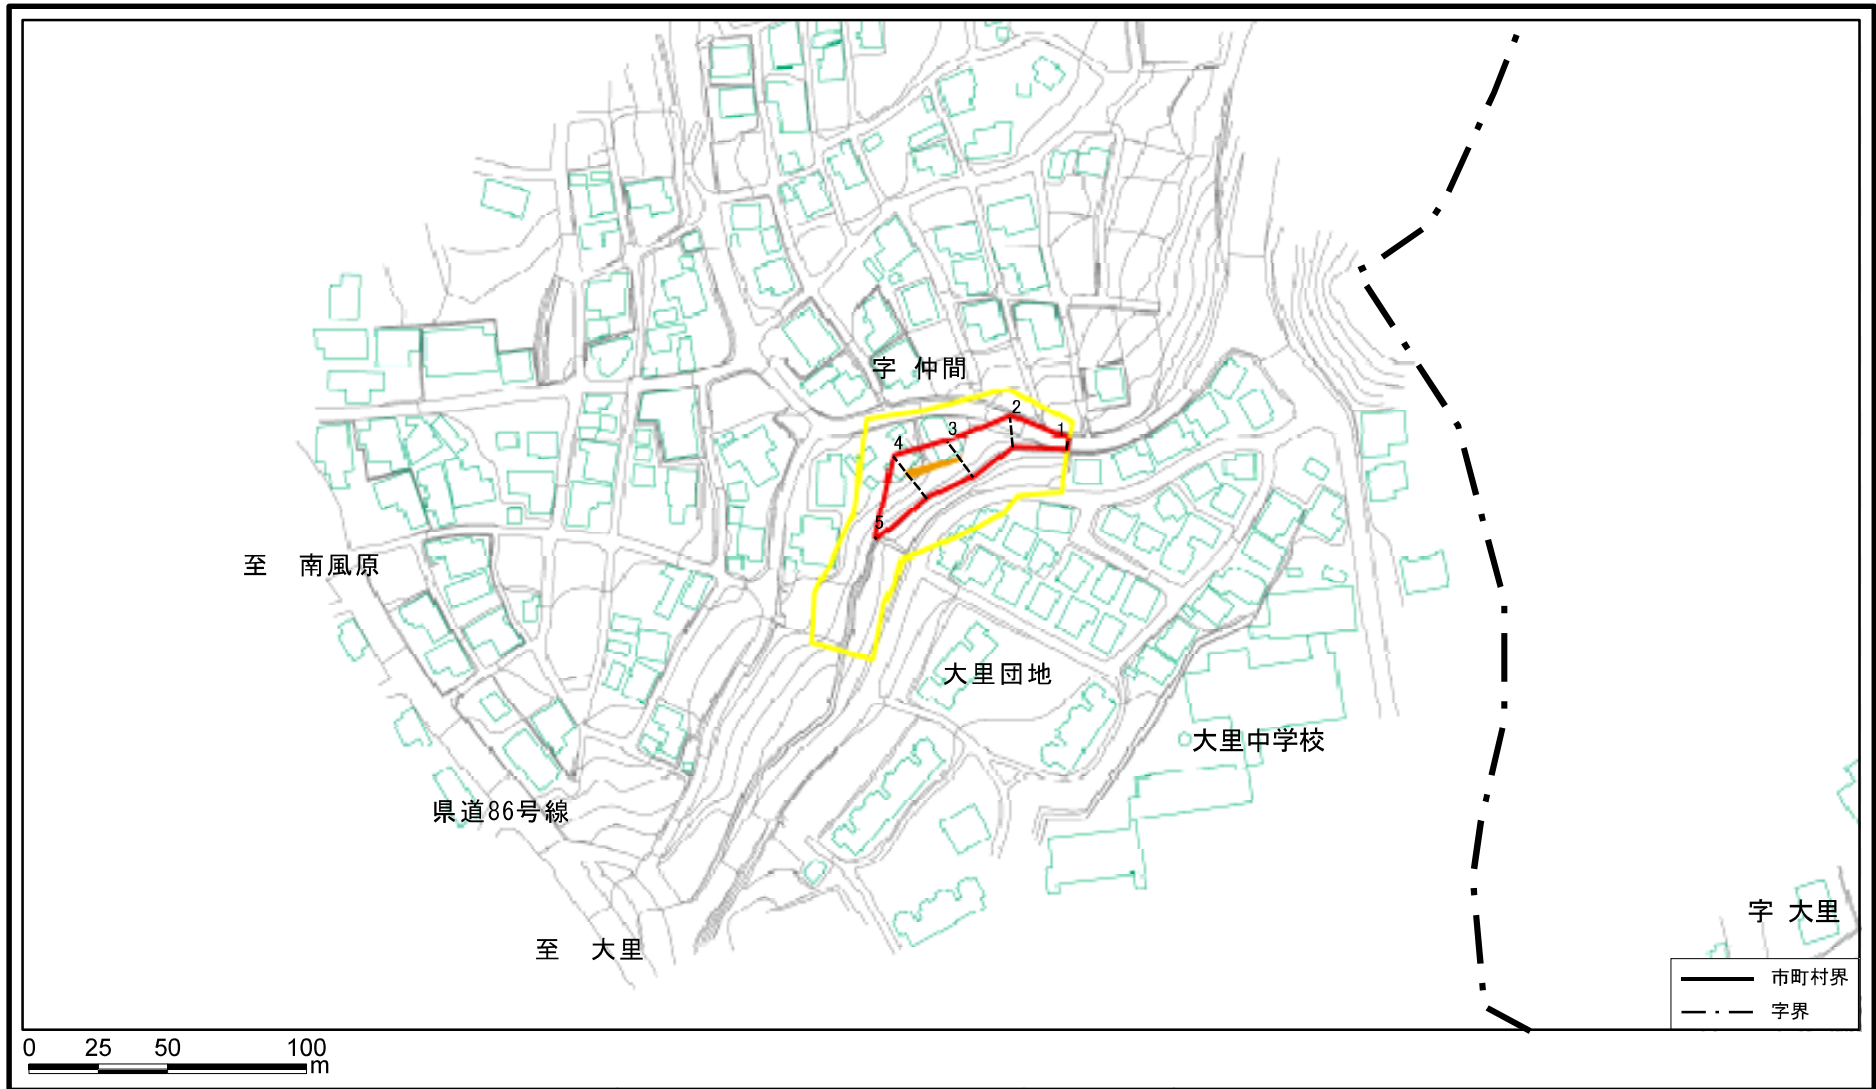 字 仲間
2
1
3
4
5
至 南風原
大里団地
大里中学校
県道86号線
字 大里
至 大里
市町村界
字界
0 25 50 100
m